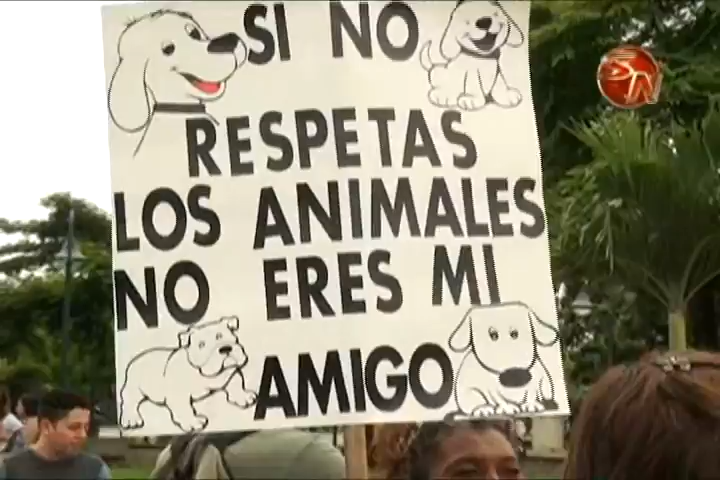 SI NO
RESPETAS
LOS ANIMALES
NO ERES MI
AMIGO